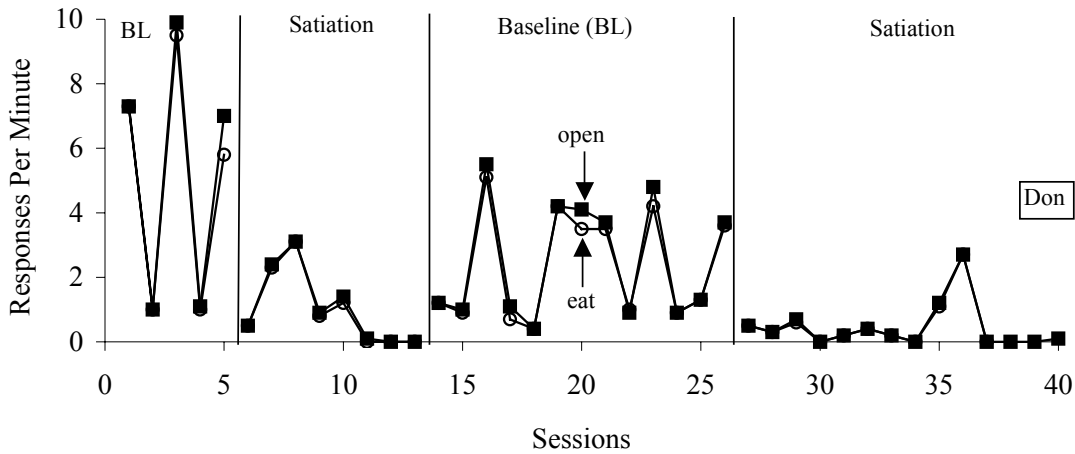 BL
Satiation
Baseline (BL)
Satiation
10
8
6
4
2
0
Responses Per Minute
open
eat
Don
0
5
10
15
20
25
30
35
40
Sessions